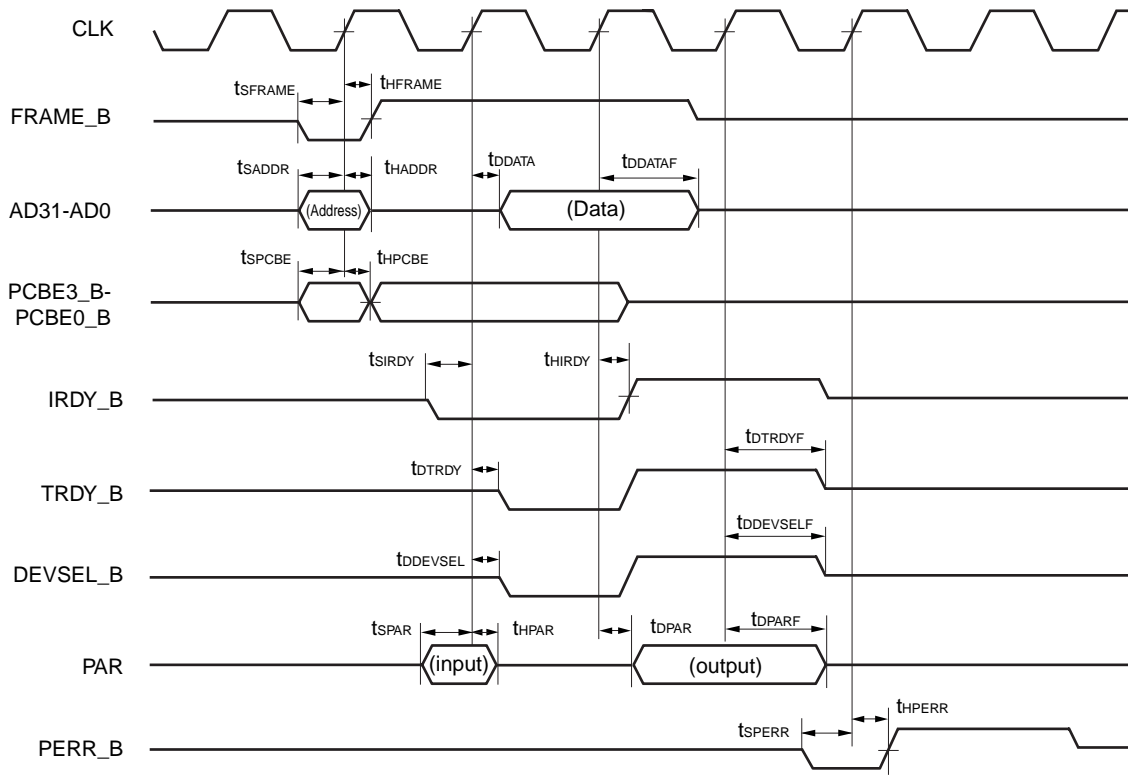 CLK
tSFRAME
tHFRAME
FRAME_B
tSADDR
tHADDR
tDDATA
tDDATAF
AD31-AD0
(Address)
(Data)
tSPCBE
tHPCBE
PCBE3_B-
PCBE0_B
tSIRDY
tHIRDY
IRDY_B
tDTRDY
tDTRDYF
TRDY_B
tDDEVSEL
tDDEVSELF
DEVSEL_B
tSPAR
tHPAR
tDPAR
tDPARF
PAR
(input)
(output)
tSPERR
tHPERR
PERR_B